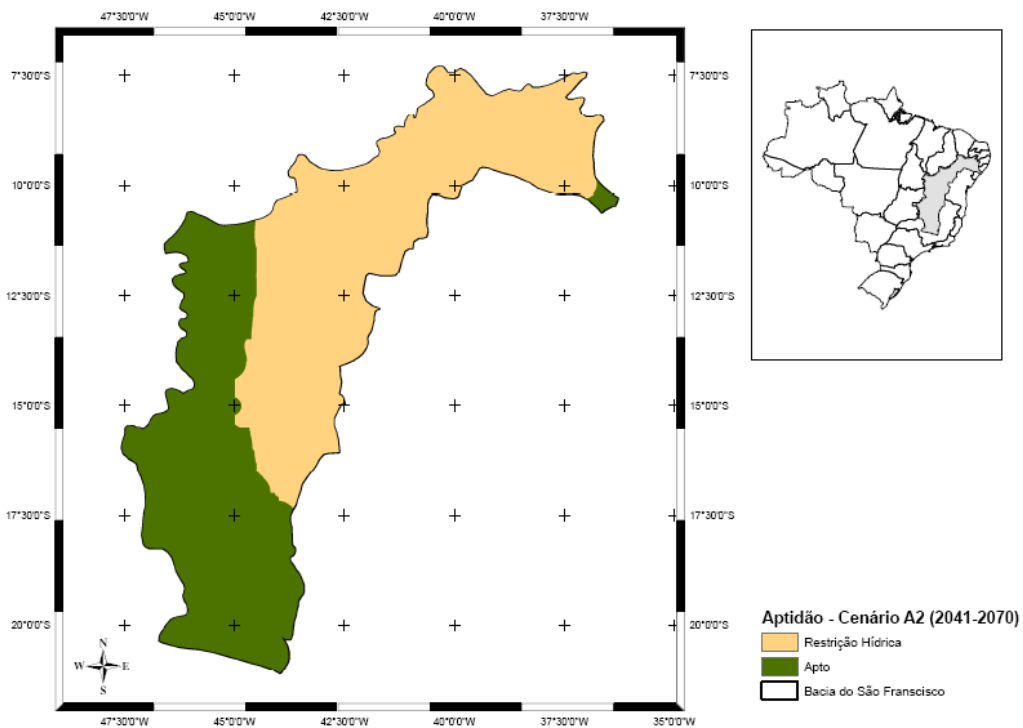 47°30'0"W 45°0'0"W 42°30'0"W 40°0'0"W 37°30'0"W
7°30'0"S 7°30'0"S
10°0'0"S 10°0'0"S
12°30'0"S 12°30'0"S
15°0'0"S 15°0'0"S
17°30'0"S 17°30'0"S
20°0'0"S 20°0'0"S
N
W E
S
47°30'0"W 45°0'0"W 42°30'0"W 40°0'0"W 37°30'0"W 35°0'0"W
Aptidão - Cenário A2 (2041-2070)
Restrição Hídrica
Apto
Bacia do São Franscisco